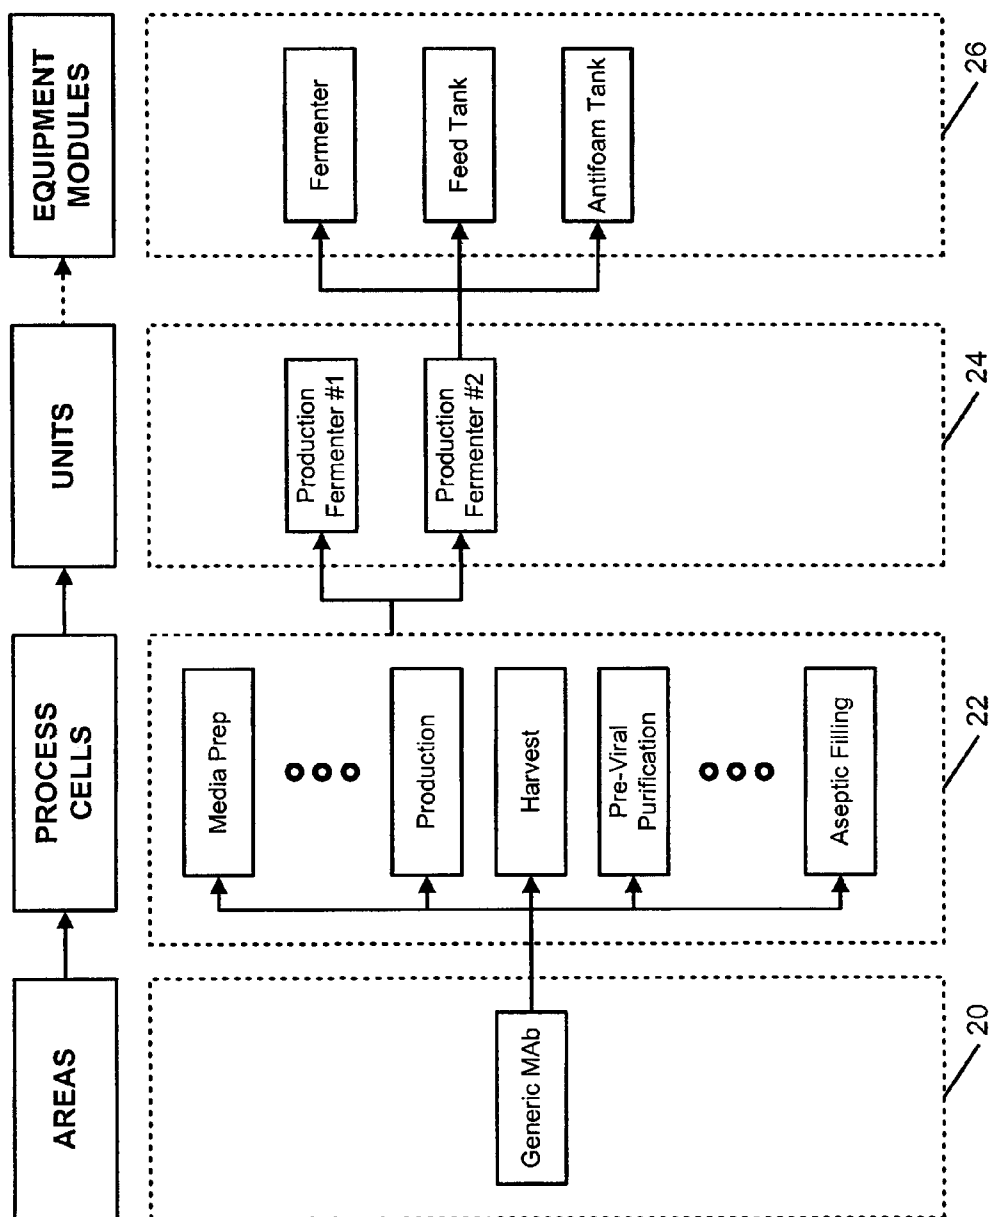 AREAS
PROCESS
CELLS
UNITS
EQUIPMENT
MODULES
Generic MAb
Media Prep
Production
Harvest
Pre-Viral
Purification
Aseptic Filling
Production
Fermenter #1
Production
Fermenter #2
Fermenter
Feed Tank
Antifoam Tank
20
22
24
26